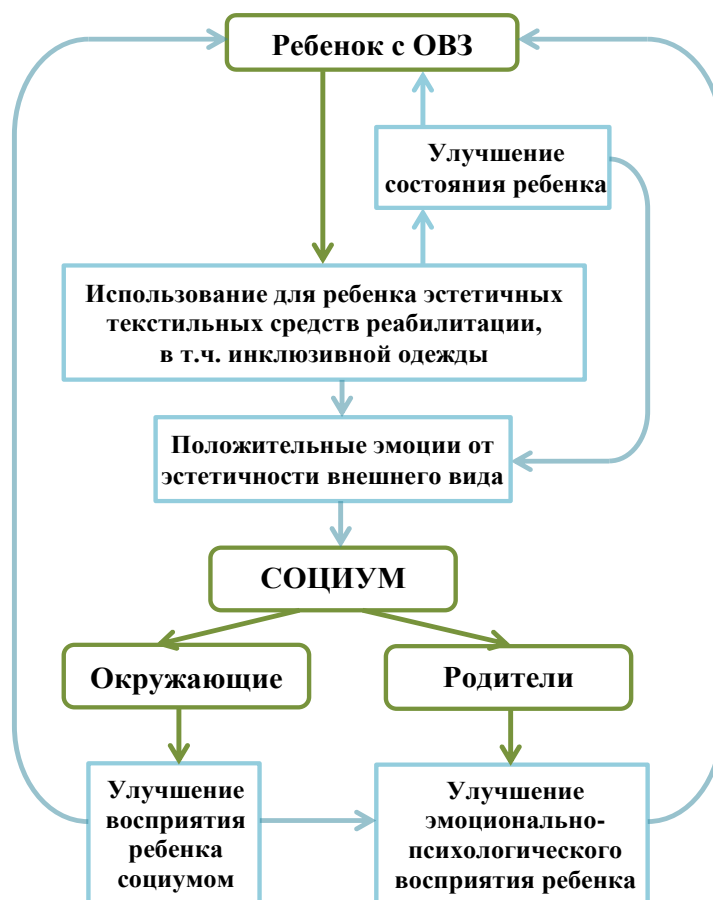 Ребенок с ОВЗ
Улучшение
состояния ребенка
Использование для ребенка эстетичных
текстильных средств реабилитации,
в т.ч. инклюзивной одежды
Положительные эмоции от
эстетичности внешнего вида
СОЦИУМ
Окружающие
Родители
Улучшение
восприятия
ребенка
социумом
Улучшение
эмоционально-
психологического
восприятия ребенка